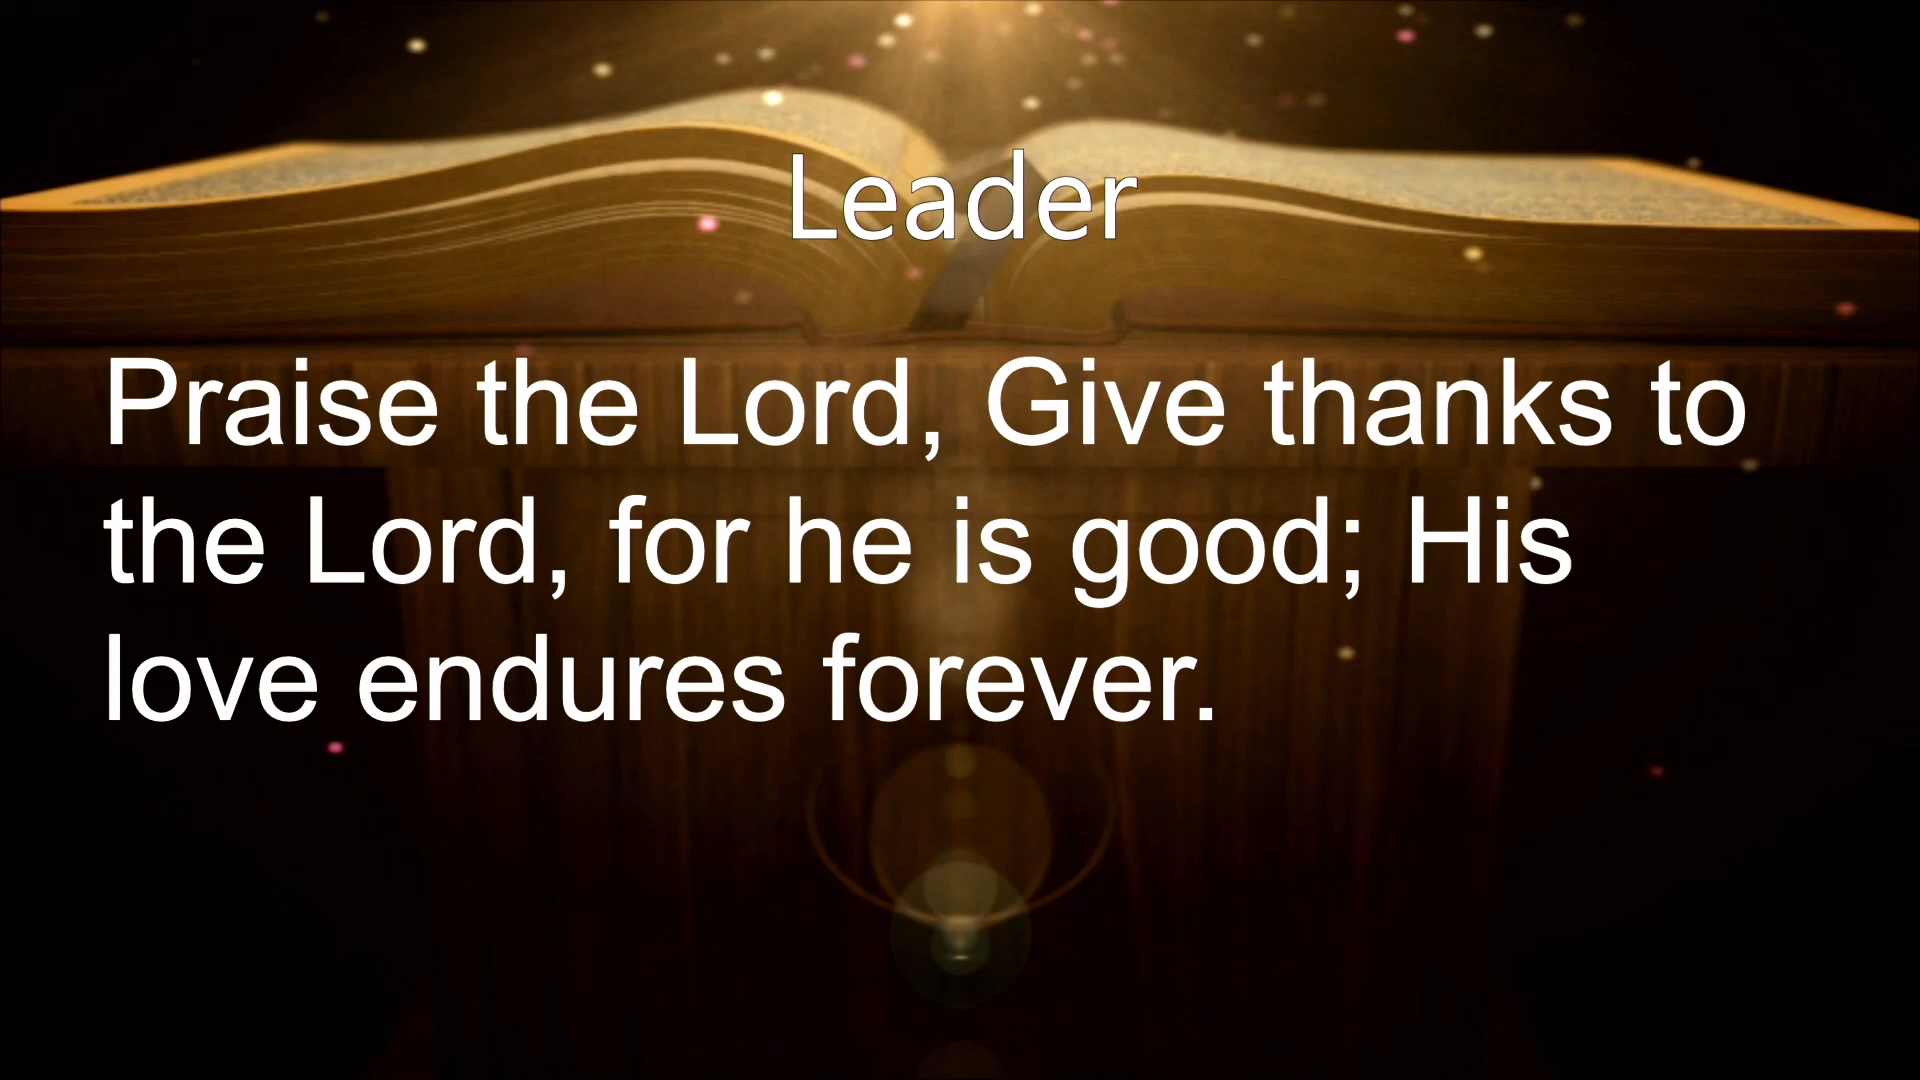 Leader
Praise the Lord, Give thanks to
the Lord, for he is good; His
love endures forever.